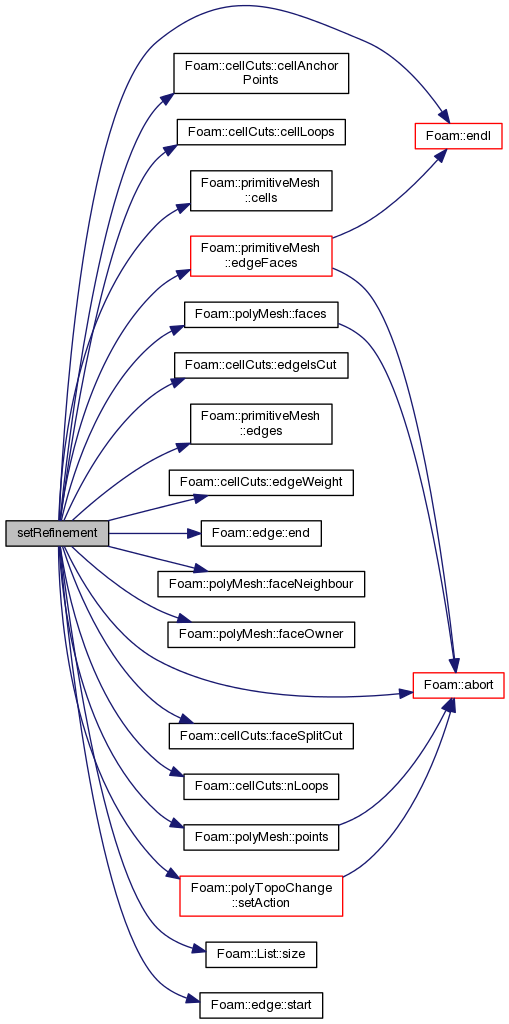 Foam::cellCuts::cellAnchor
Points
Foam::cellCuts::cellLoops
Foam::endl
Foam::primitiveMesh
::cells
Foam::primitiveMesh
::edgeFaces
Foam::polyMesh::faces
Foam::cellCuts::edgeIsCut
Foam::primitiveMesh
::edges
Foam::cellCuts::edgeWeight
setRefinement
Foam::edge::end
Foam::polyMesh::faceNeighbour
Foam::polyMesh::faceOwner
Foam::abort
Foam::cellCuts::faceSplitCut
Foam::cellCuts::nLoops
Foam::polyMesh::points
Foam::polyTopoChange
::setAction
Foam::List::size
Foam::edge::start